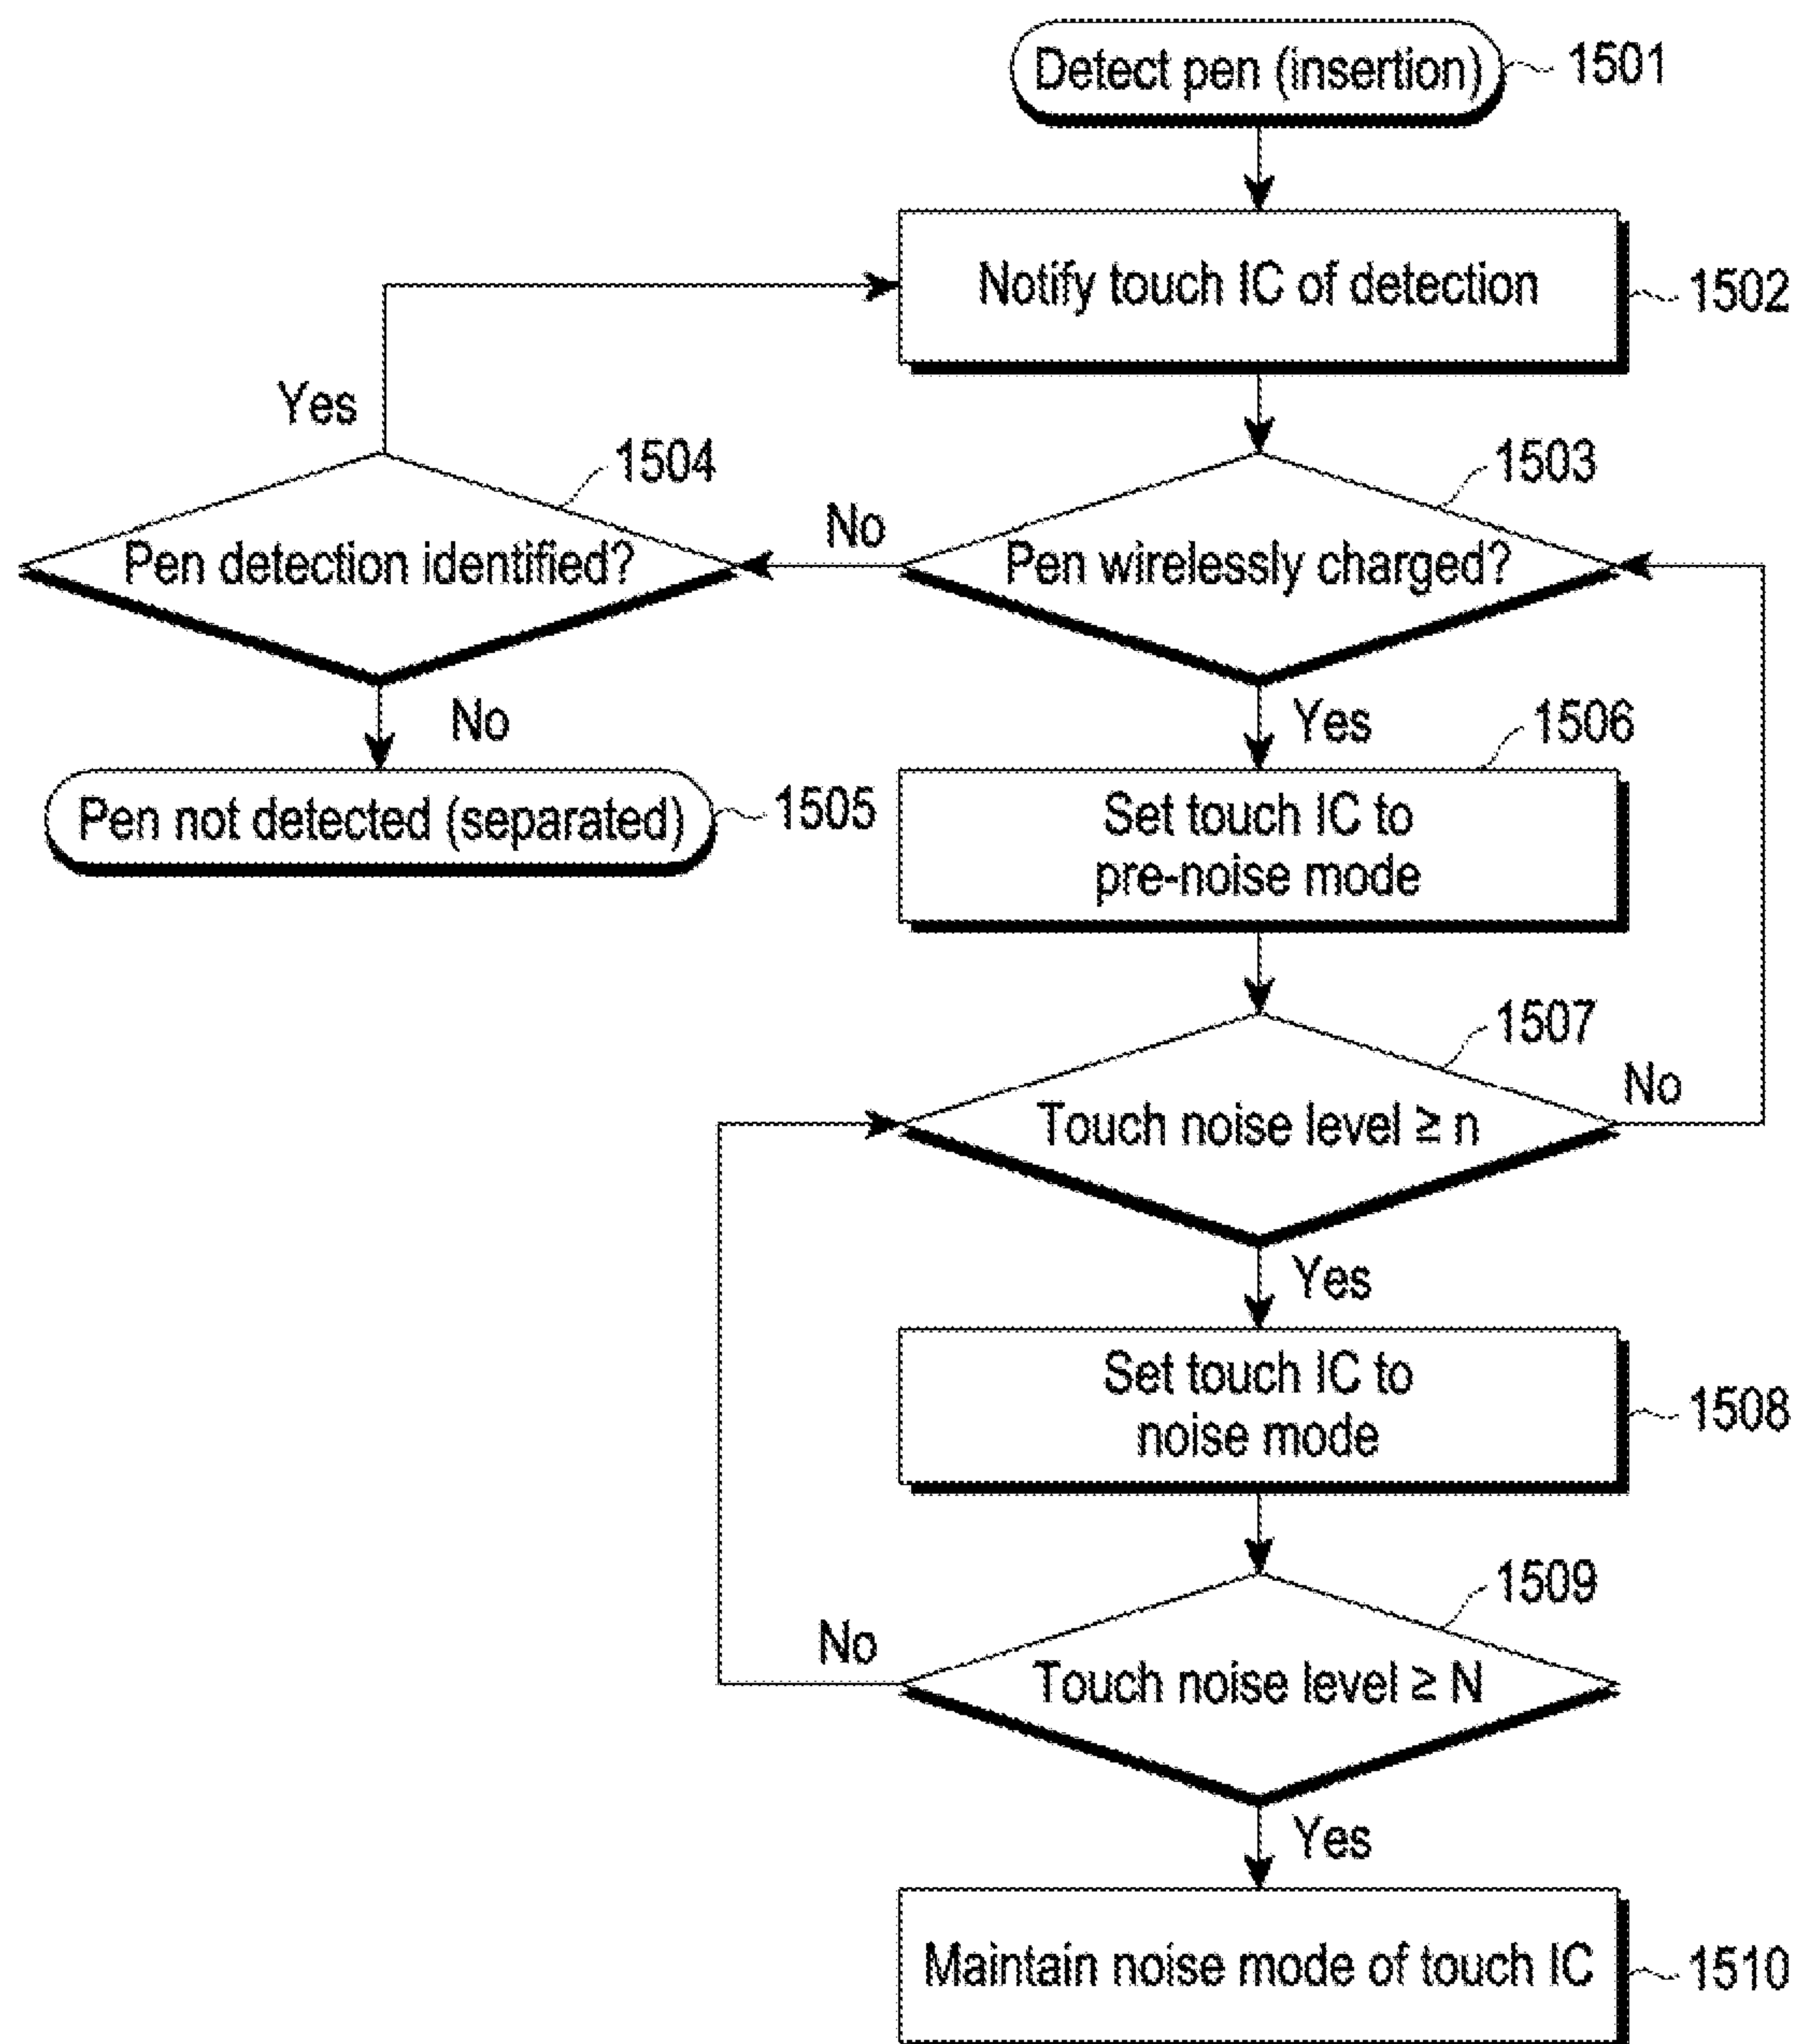 Detect pen (insertion) 1501
Notify touch IC of detection 1502
Yes
1504
1503
No
Pen detection identified?
Pen wirelessly charged?
No
Yes
1506
Pen not detected (separated) 1505
Set touch IC to
pre-noise mode
1507
No
Touch noise level ≥ n
Yes
Set touch IC to
noise mode
1508
1509
No
Touch noise level ≥ N
Yes
Maintain noise mode of touch IC 1510